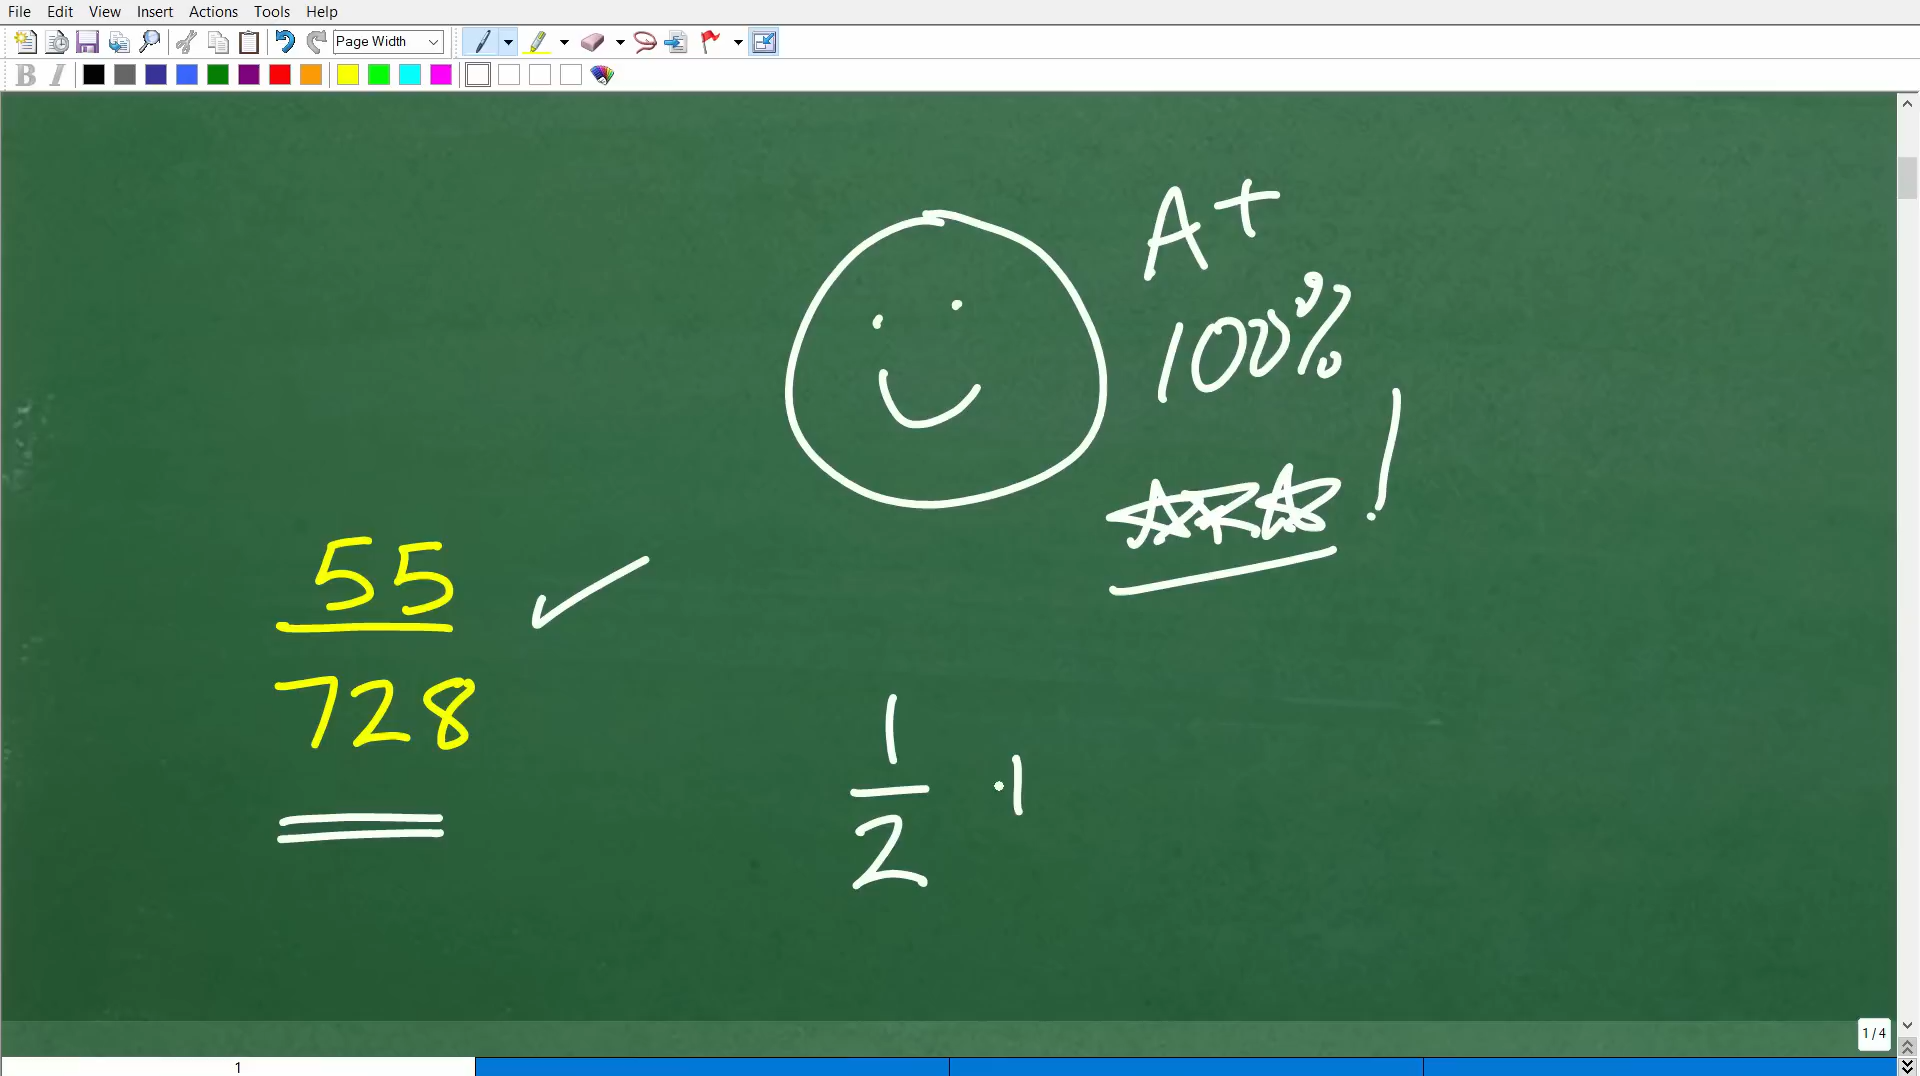 File Edit View Insert Actions Tools Help
Page Width
B I
A+
100%
!
55
728
1
2
1
1 / 4
1